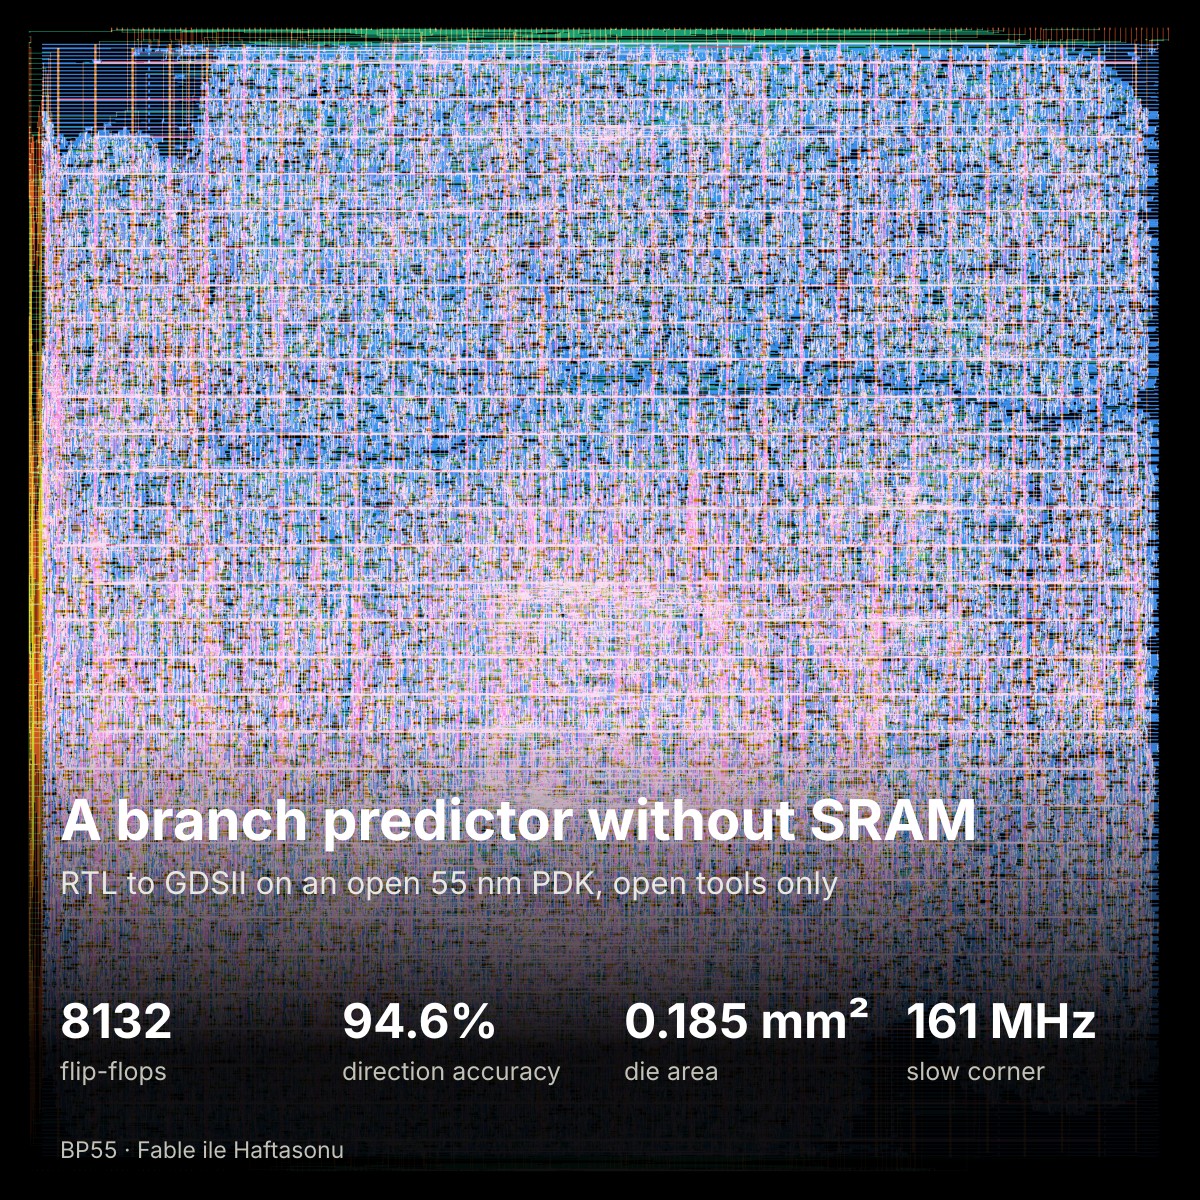 A branch predictor without SRAM
RTL to GDSII on an open 55 nm PDK, open tools only
8132 94.6% 0.185 mm² 161 MHz
flip-flops direction accuracy die area slow corner
BP55 · Fable ile Haftasonu